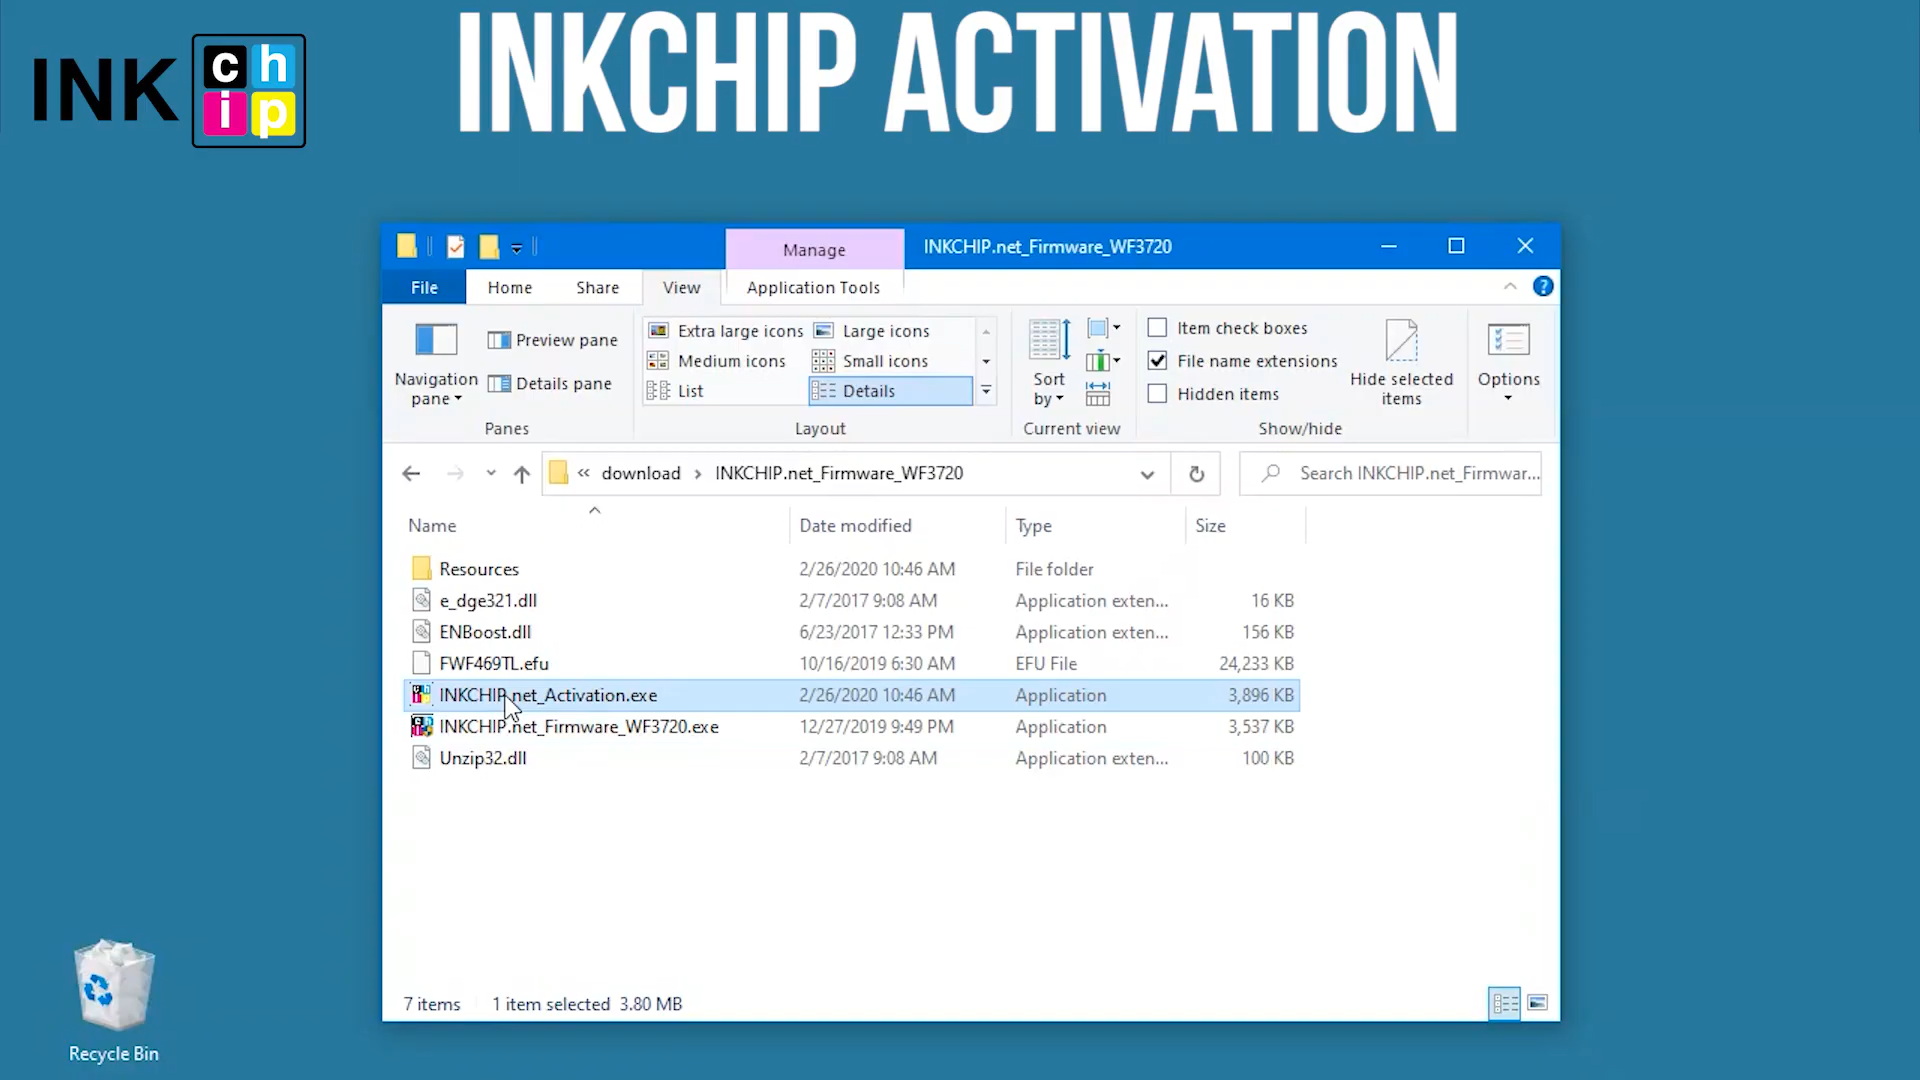 INK chip
INKCHIP ACTIVATION
Manage
INKCHIP.net_Firmware_WF3720
File
Home
Share
View
Application Tools
?
Navigation pane
Preview pane
Details pane
Panes
Extra large icons
Large icons
Medium icons
Small icons
List
Details
Layout
Sort by
Current view
Item check boxes
File name extensions
Hidden items
Hide selected items
Show/hide
Options
« download › INKCHIP.net_Firmware_WF3720
Search INKCHIP.net_Firmwar...
Name Date modified Type Size
Resources 2/26/2020 10:46 AM File folder
e_dge321.dll 2/7/2017 9:08 AM Application exten... 16 KB
ENBoost.dll 6/23/2017 12:33 PM Application exten... 156 KB
FWF469TL.efu 10/16/2019 6:30 AM EFU File 24,233 KB
INKCHIP.net_Activation.exe 2/26/2020 10:46 AM Application 3,896 KB
INKCHIP.net_Firmware_WF3720.exe 12/27/2019 9:49 PM Application 3,537 KB
Unzip32.dll 2/7/2017 9:08 AM Application exten... 100 KB
7 items 1 item selected 3.80 MB
Recycle Bin